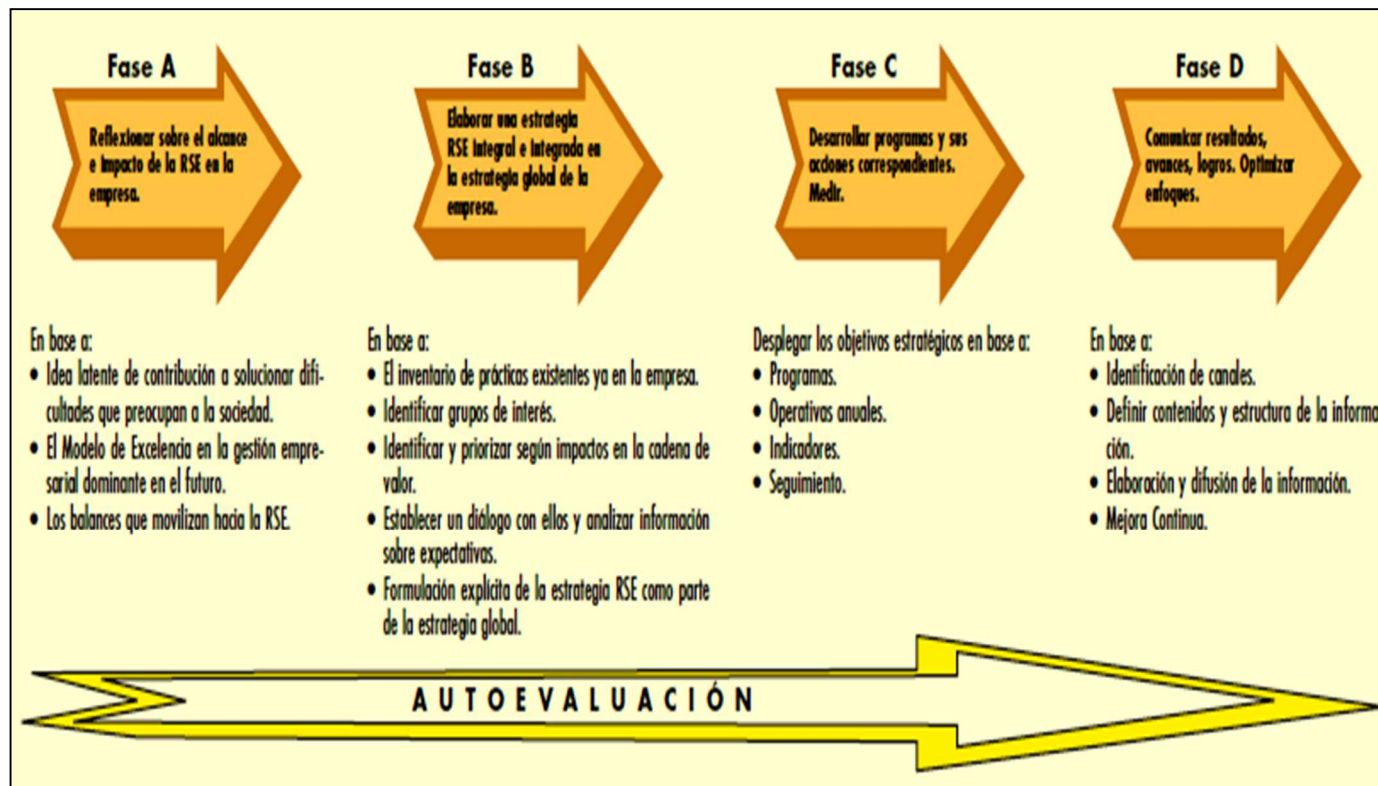 Fase A
Reflexionar sobre el alcance
e Impacto de la RSE en la
empresa.
En base a:
• Idea latente de contribución a solucionar difi-
cultades que preocupan a la sociedad.
• El Modelo de Excelencia en la gestión empre-
sarial dominante en el futuro.
• Los balances que movilizan hacia la RSE.
Fase B
Elaborar una estrategia
RSE Integral e Integrada en
la estrategia global de la
empresa.
En base a:
• El inventario de prácticas existentes ya en la empresa.
• Identificar grupos de interés.
• Identificar y priorizar según impactos en la cadena de
valor.
• Establecer un diálogo con ellos y analizar información
sobre expectativas.
• Formulación explícita de la estrategia RSE como parte
de la estrategia global.
Fase C
Desarrollar programas y sus
acciones correspondientes.
Medir.
Desplegar los objetivos estratégicos en base a:
• Programas.
• Operativas anuales.
• Indicadores.
• Seguimiento.
Fase D
Comunicar resultados,
avances, logros. Optimizar
enfoques.
En base a:
• Identificación de canales.
• Definir contenidos y estructura de la informa
ción.
• Elaboración y difusión de la información.
• Mejora Continua.
AUTOEVALUACIÓN